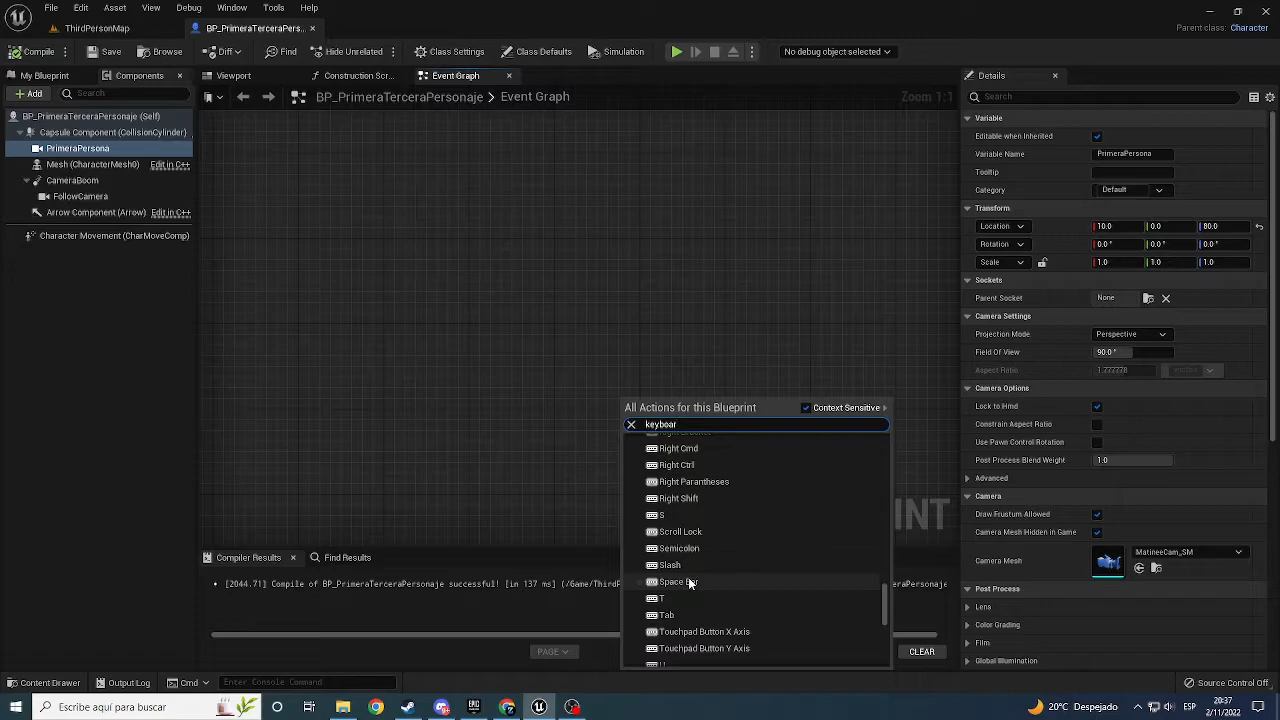 File Edit Asset View Debug Window Tools Help
ThirdPersonMap
BP_PrimeraTerceraPers...
Parent class: Character
Compile Save Browse Diff Find Hide Unrelated Class Settings Class Defaults Simulation No debug object selected
My Blueprint Components Viewport Construction Scr... Event Graph Details
Add Search
BP_PrimeraTerceraPersonaje > Event Graph
Zoom 1:1
Search
BP_PrimeraTerceraPersonaje (Self)
Capsule Component (CollisionCylinder)
PrimeraPersona
Mesh (CharacterMesh0) Edit in C++
CameraBoom
FollowCamera
Arrow Component (Arrow) Edit in C++
Character Movement (CharMoveComp)
All Actions for this Blueprint Context Sensitive
keyboar
Right Cmd
Right Ctrl
Right Parantheses
Right Shift
S
Scroll Lock
Semicolon
Slash
Space Bar
T
Tab
Touchpad Button X Axis
Touchpad Button Y Axis
INT
Compiler Results Find Results
[2044.71] Compile of BP_PrimeraTerceraPersonaje successful! [in 137 ms] (/Game/ThirdP
ersonaje
PAGE
CLEAR
Variable
Editable when Inherited
Variable Name PrimeraPersona
Tooltip
Category Default
Transform
Location 10.0 0.0 80.0
Rotation 0.0 ° 0.0 ° 0.0 °
Scale 1.0 1.0 1.0
Sockets
Parent Socket None
Camera Settings
Projection Mode Perspective
Field Of View 90.0 °
Aspect Ratio 1.777778
Camera Options
Lock to Hmd
Constrain Aspect Ratio
Use Pawn Control Rotation
Post Process Blend Weight 1.0
Advanced
Camera
Draw Frustum Allowed
Camera Mesh Hidden in Game
Camera Mesh MatineeCam_SM
Post Process
Lens
Color Grading
Film
Global Illumination
Content Drawer Output Log Cmd Enter Console Command Source Control Off
Escribe aquí para buscar
20°C Despejado ESP 20:37
27/11/2022